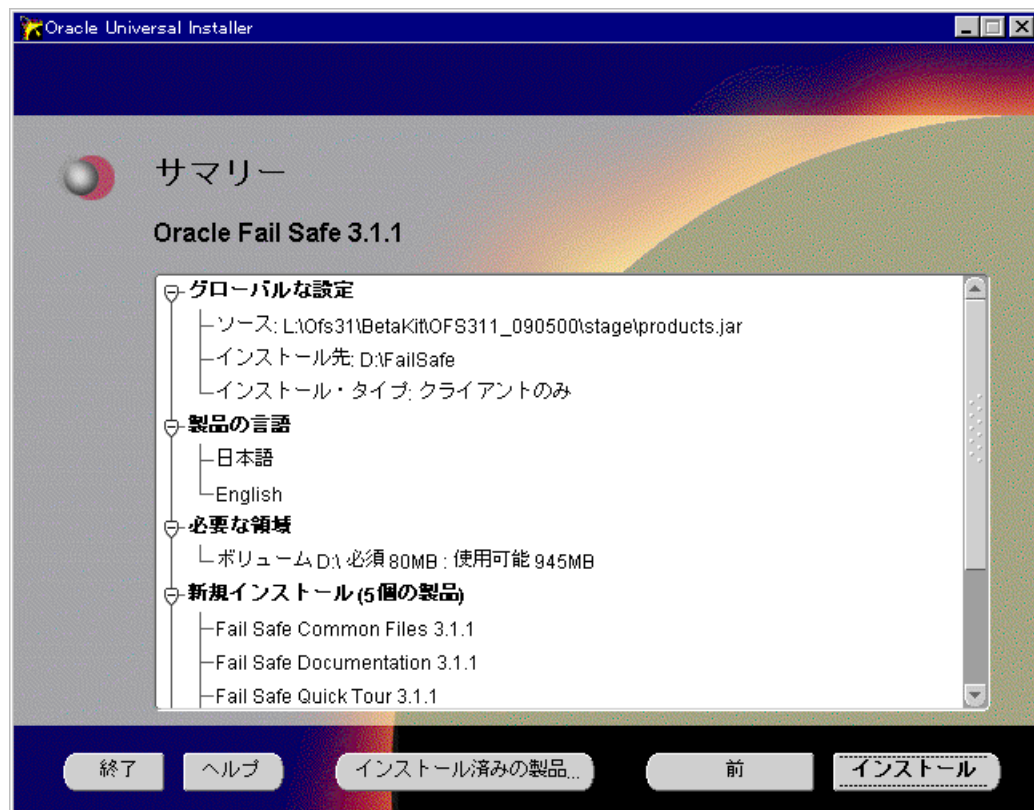 Oracle Universal Installer
サマリー
Oracle Fail Safe 3.1.1
グローバルな設定
ソース: L:\Ofs31\BetaKit\OFS311_090500\stage\products.jar
インストール先: D:\FailSafe
インストール・タイプ: クライアントのみ
製品の言語
日本語
English
必要な領域
ボリューム D:\ 必須 80MB : 使用可能 945MB
新規インストール (5個の製品)
Fail Safe Common Files 3.1.1
Fail Safe Documentation 3.1.1
Fail Safe Quick Tour 3.1.1
終了 ヘルプ インストール済みの製品... 前 インストール